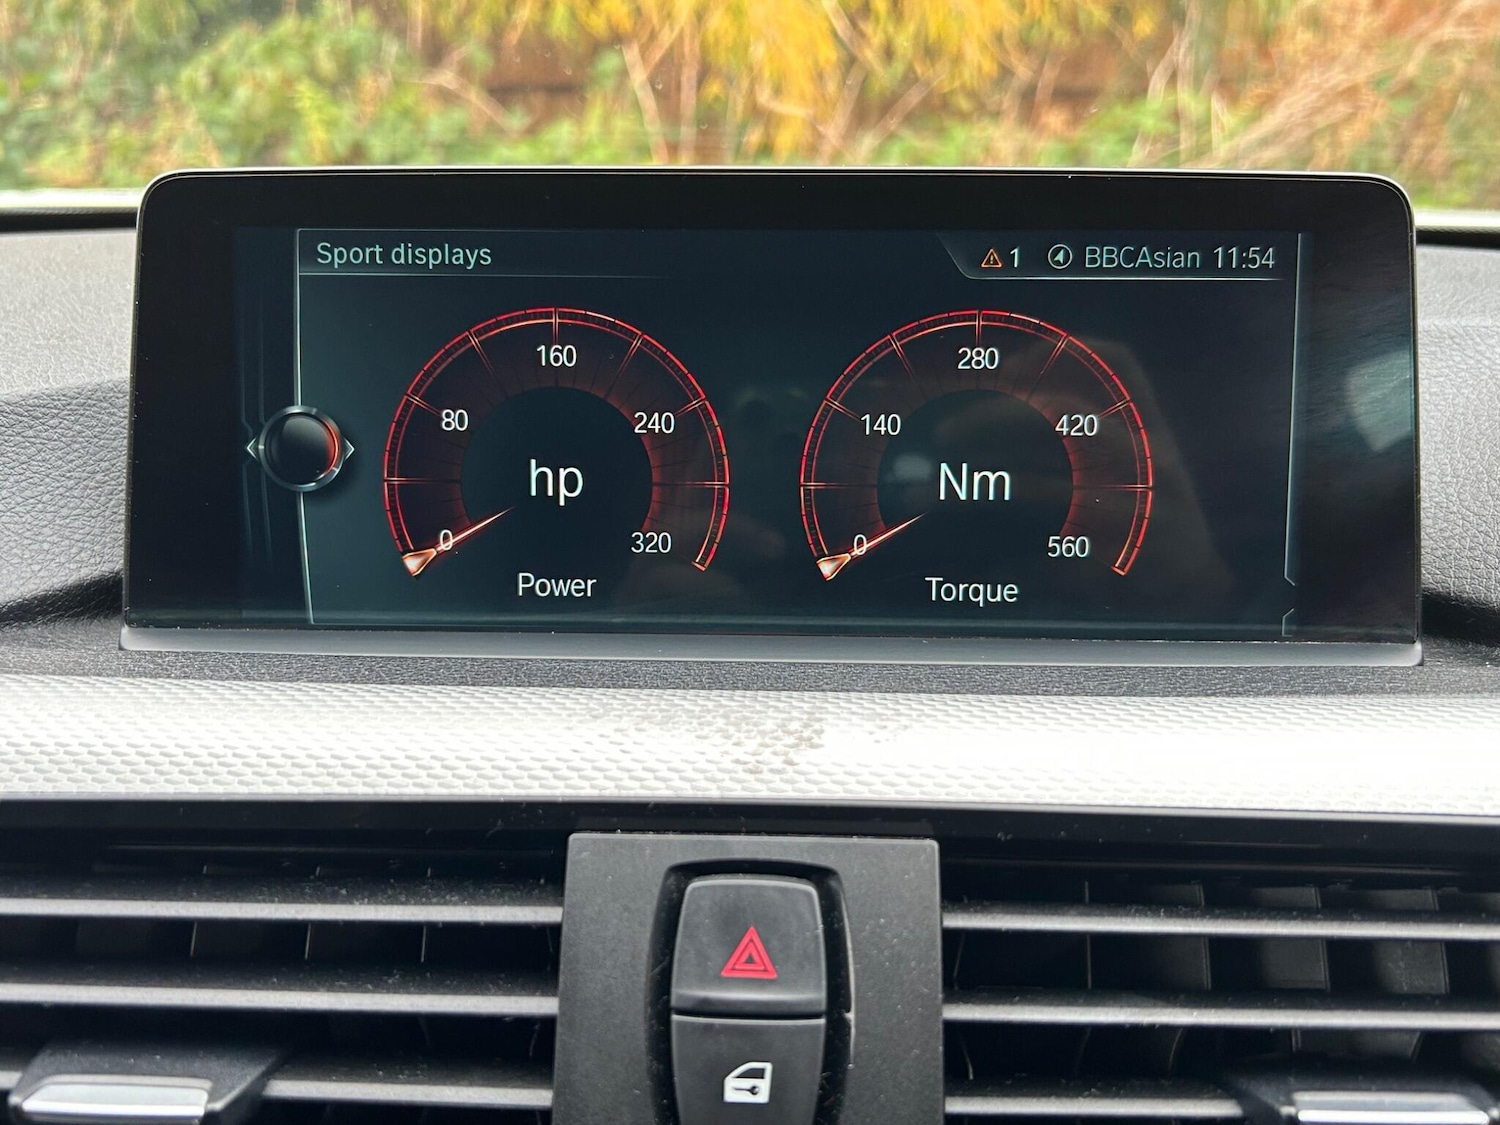 Sport displays
1 BBCAsian 11:54
0
80
160
240
320
hp
Power
0
140
280
420
560
Nm
Torque